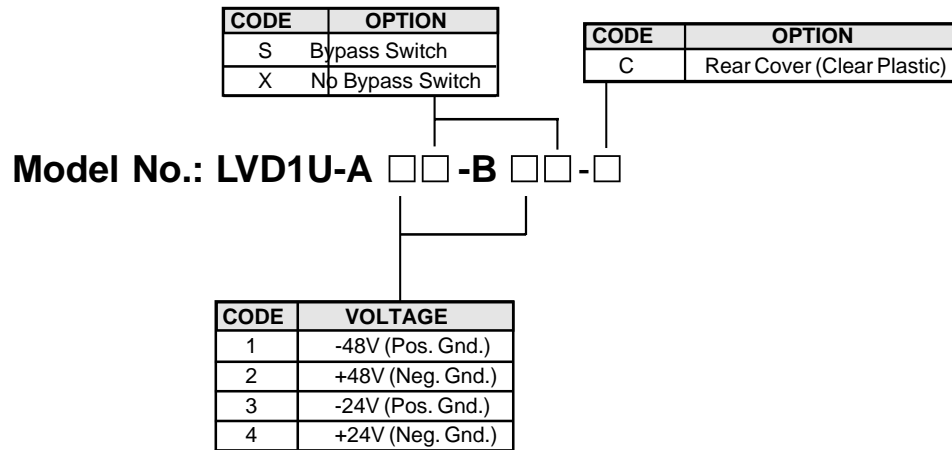 CODE OPTION
S Bypass Switch
X No Bypass Switch
CODE OPTION
C Rear Cover (Clear Plastic)
Model No.: LVD1U-A □□ -B □□ -□
CODE VOLTAGE
1 -48V (Pos. Gnd.)
2 +48V (Neg. Gnd.)
3 -24V (Pos. Gnd.)
4 +24V (Neg. Gnd.)